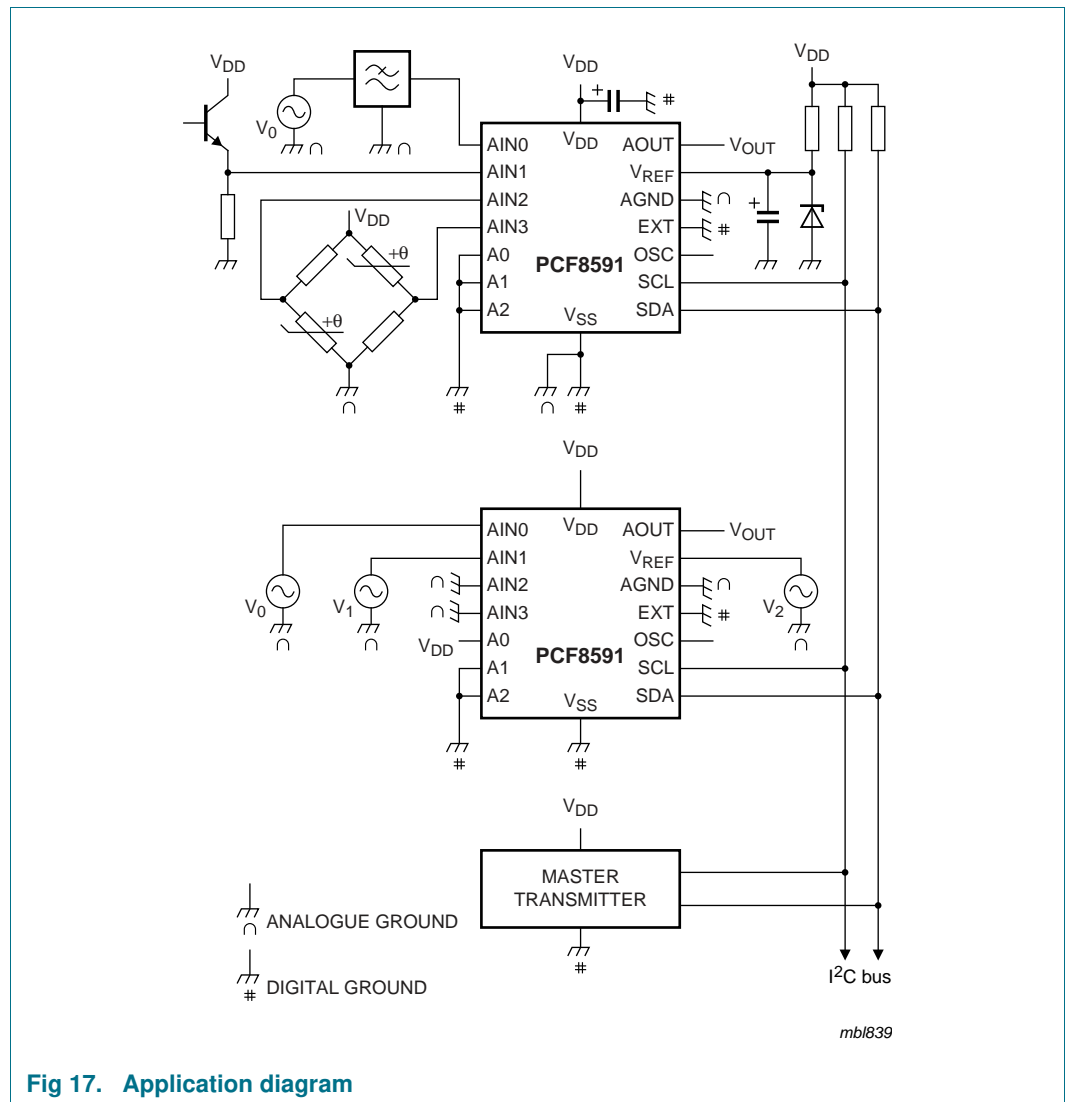 VDD
V0
+
VDD
+
#
VDD
AIN0
AIN1
AIN2
AIN3
A0
A1
A2
VDD
PCF8591
VSS
AOUT
VREF
AGND
EXT
OSC
SCL
SDA
VOUT
∩
#
∩
∩
VDD
+θ
+θ
∩
#
∩
#
VDD
AIN0
AIN1
AIN2
AIN3
A0
A1
A2
VDD
PCF8591
VSS
AOUT
VREF
AGND
EXT
OSC
SCL
SDA
VOUT
V0
∩
V1
∩
∩
∩
VDD
∩
#
V2
∩
#
#
VDD
MASTER
TRANSMITTER
#
∩ ANALOGUE GROUND
# DIGITAL GROUND
I2C bus
mbl839
Fig 17. Application diagram